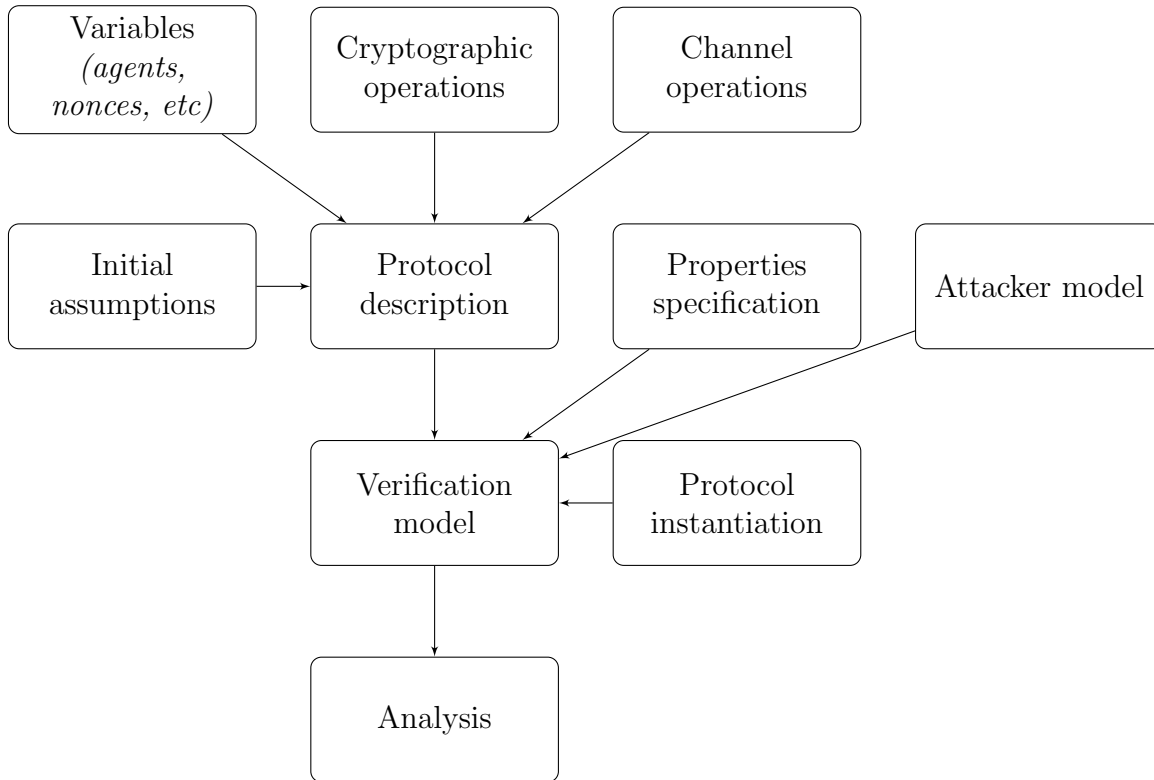 Variables
(agents,
nonces, etc)
Cryptographic
operations
Channel
operations
Initial
assumptions
Protocol
description
Properties
specification
Attacker model
Verification
model
Protocol
instantiation
Analysis